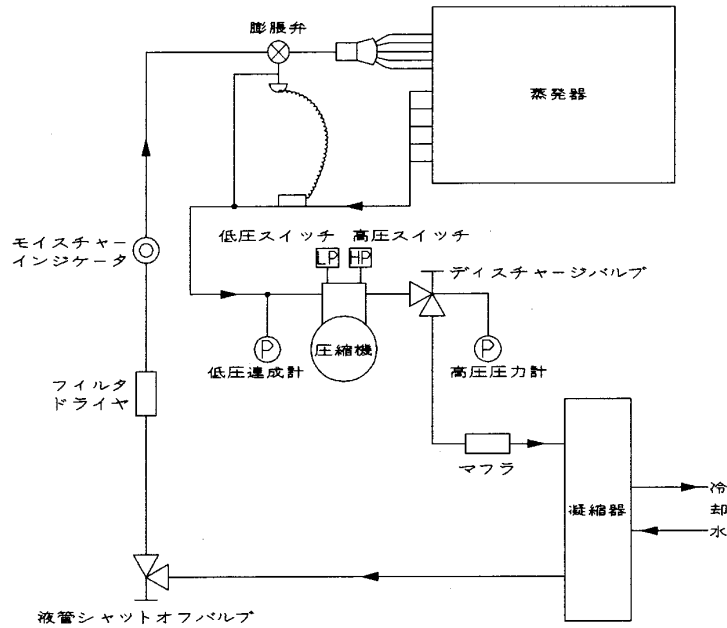 膨脹弁
蒸発器
低圧スイッチ
高圧スイッチ
モイスチャー
インジケータ
LP
HP
ディスチャージバルブ
P
圧縮機
P
低圧連成計
高圧圧力計
フィルタ
ドライヤ
マフラ
凝縮器
冷
却
水
液管シャットオフバルブ